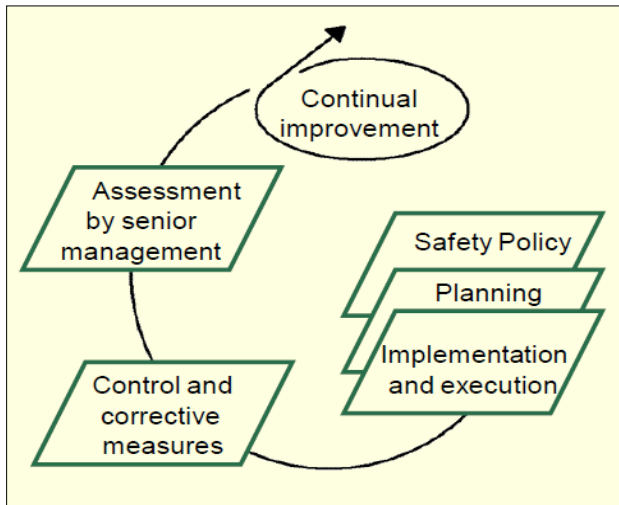 Continual
improvement
Assessment
by senior
management
Safety Policy
Planning
Implementation
and execution
Control and
corrective
measures